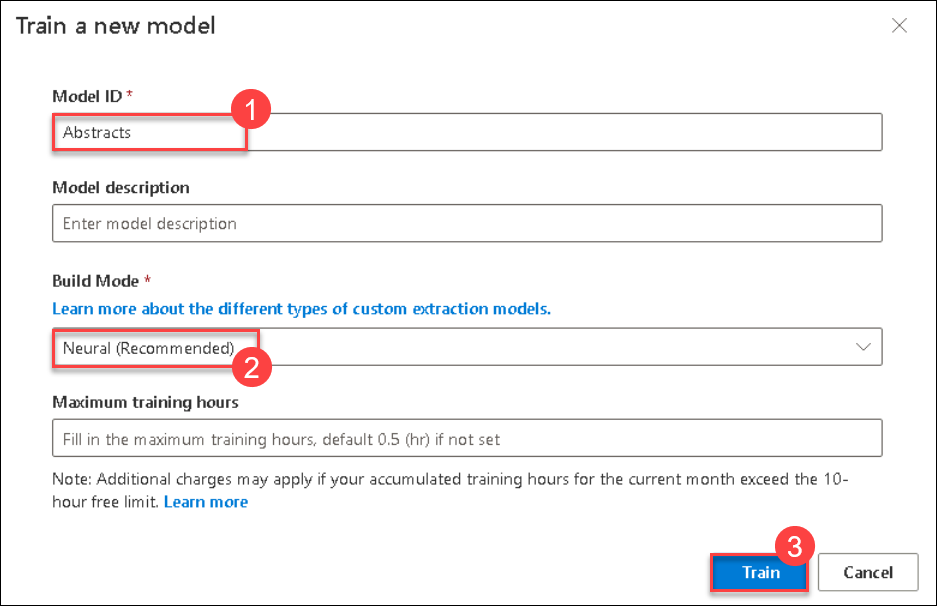 Train a new model
Model ID *
1
Abstracts
Model description
Enter model description
Build Mode *
Learn more about the different types of custom extraction models.
Neural (Recommended)
2
Maximum training hours
Fill in the maximum training hours, default 0.5 (hr) if not set
Note: Additional charges may apply if your accumulated training hours for the current month exceed the 10-
hour free limit. Learn more
3
Train Cancel